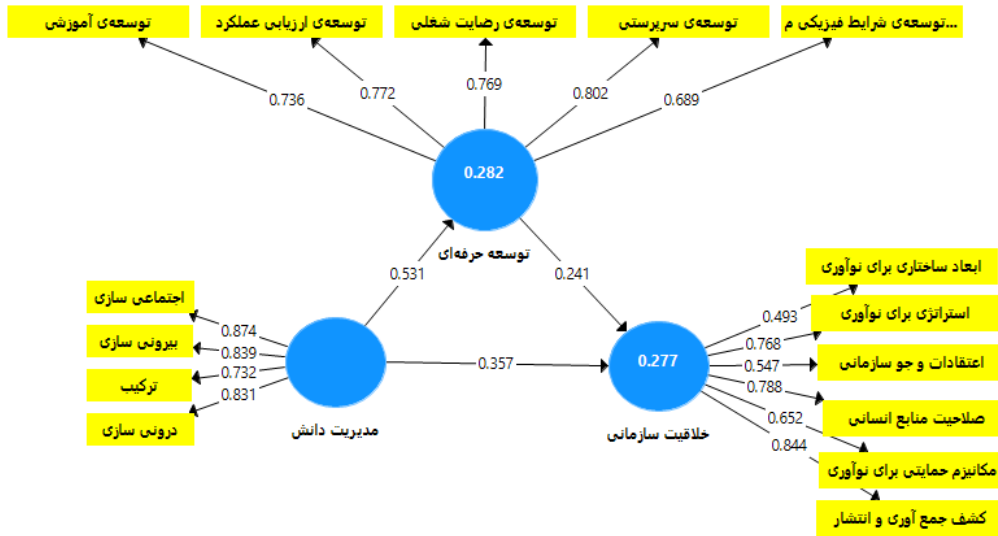 توسعه‌ی آموزشی
توسعه‌ی ارزیابی عملکرد
توسعه‌ی رضایت شغلی
توسعه‌ی سرپرستی
توسعه‌ی شرایط فیزیکی م...
0.736
0.772
0.769
0.802
0.689
0.282
توسعه حرفه‌ای
0.531
0.241
اجتماعی سازی
بیرونی سازی
ترکیب
درونی سازی
0.874
0.839
0.732
0.831
مدیریت دانش
0.357
0.277
خلاقیت سازمانی
0.493
0.768
0.547
0.788
0.652
0.844
ابعاد ساختاری برای نوآوری
استراتژی برای نوآوری
اعتقادات و جو سازمانی
صلاحیت منابع انسانی
مکانیزم حمایتی برای نوآوری
کشف جمع آوری و انتشار